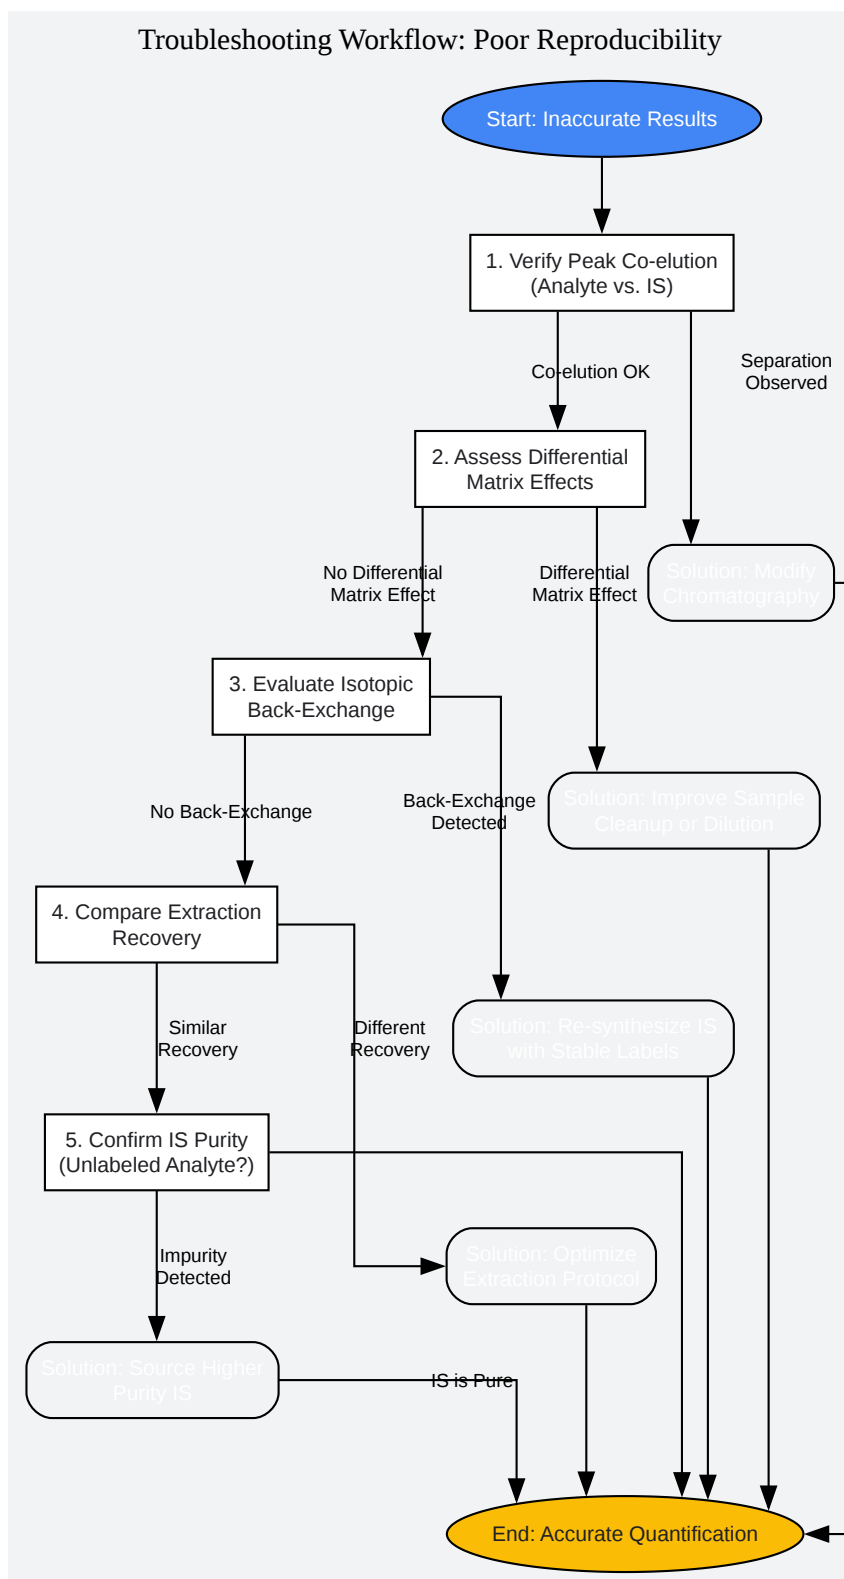 Troubleshooting Workflow: Poor Reproducibility
Start: Inaccurate Results
1. Verify Peak Co-elution
(Analyte vs. IS)
Co-elution OK
Separation
Observed
2. Assess Differential
Matrix Effects
No Differential
Matrix Effect
Differential
Matrix Effect
Solution: Modify
Chromatography
3. Evaluate Isotopic
Back-Exchange
No Back-Exchange
Back-Exchange
Detected
Solution: Improve Sample
Cleanup or Dilution
4. Compare Extraction
Recovery
Similar
Recovery
Different
Recovery
Solution: Re-synthesize IS
with Stable Labels
5. Confirm IS Purity
(Unlabeled Analyte?)
Impurity
Detected
Solution: Optimize
Extraction Protocol
Solution: Source Higher
Purity IS
IS is Pure
End: Accurate Quantification